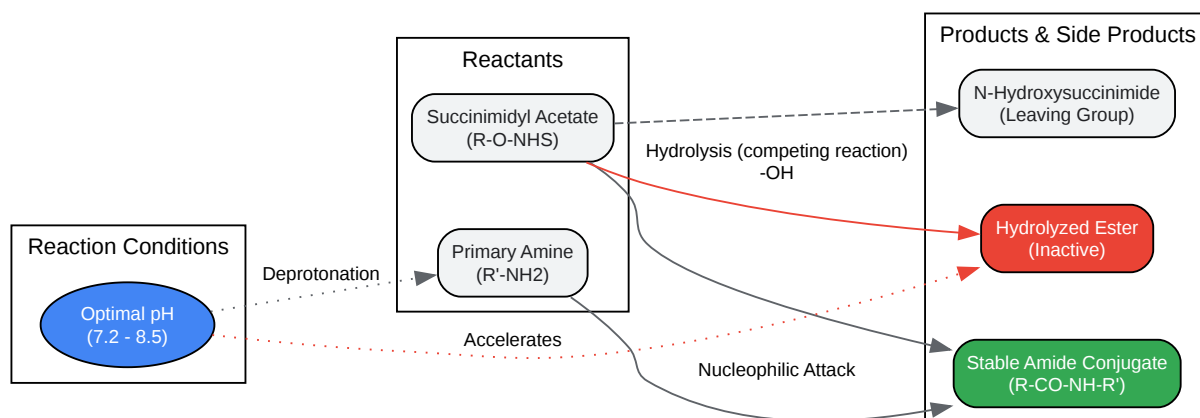 Products & Side Products
Reactants
N-Hydroxysuccinimide
(Leaving Group)
Succinimidyl Acetate
(R-O-NHS)
Hydrolysis (competing reaction)
-OH
Hydrolyzed Ester
(Inactive)
Reaction Conditions
Primary Amine
(R'-NH2)
Deprotonation
Optimal pH
(7.2 - 8.5)
Accelerates
Nucleophilic Attack
Stable Amide Conjugate
(R-CO-NH-R')